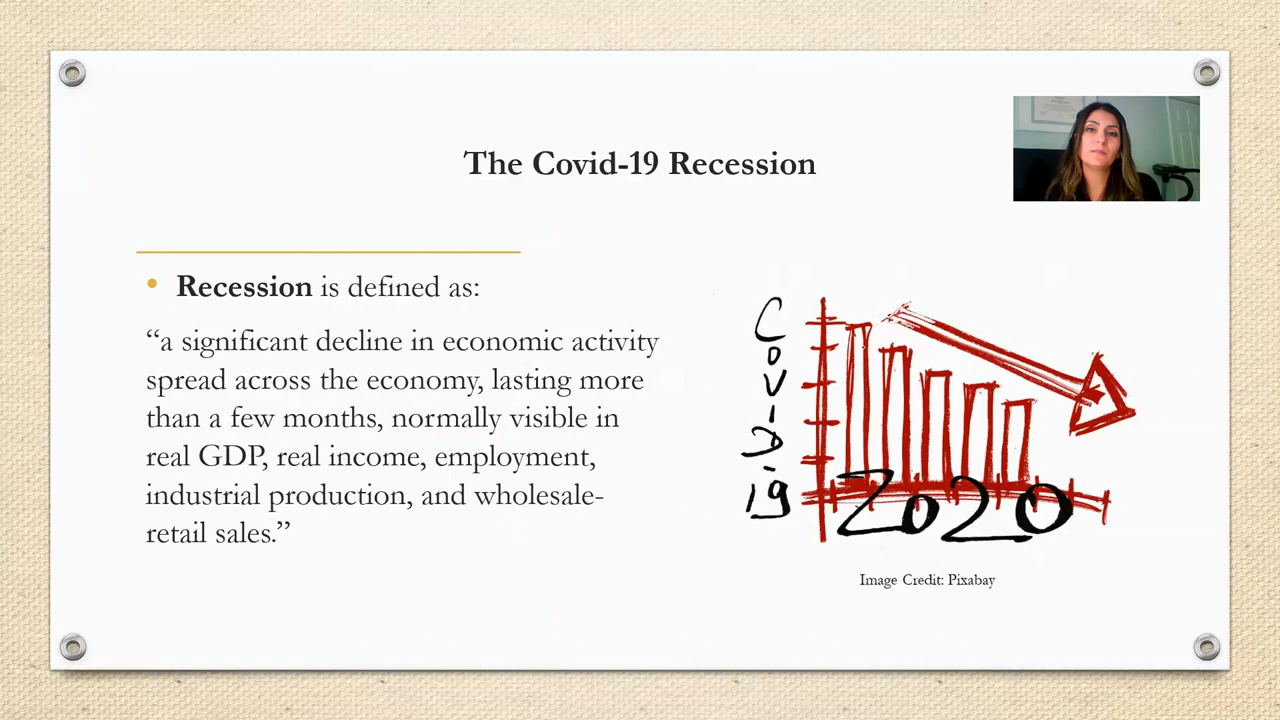 The Covid-19 Recession
• Recession is defined as:
“a significant decline in economic activity
spread across the economy, lasting more
than a few months, normally visible in
real GDP, real income, employment,
industrial production, and wholesale-
retail sales.”
COVID-19
2020
Image Credit: Pixabay